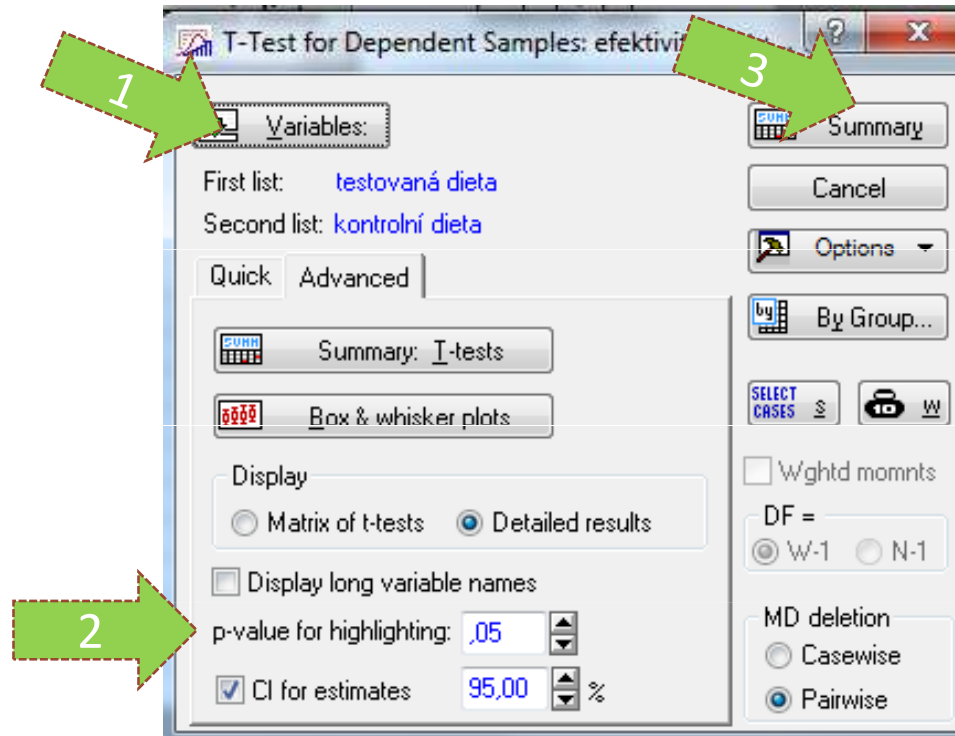 T-Test for Dependent Samples: efektivi
1
3
Variables:
SUMM
Summary
First list: testovaná dieta
Cancel
Second list: kontrolní dieta
Options
Quick
Advanced
by
By Group...
SUMM
Summary: T-tests
SELECT CASES S
W
Box & whisker plots
Wghtd momnts
Display
Matrix of t-tests
Detailed results
DF =
W-1
N-1
Display long variable names
2
p-value for highlighting: ,05
MD deletion
Casewise
CI for estimates 95,00 %
Pairwise